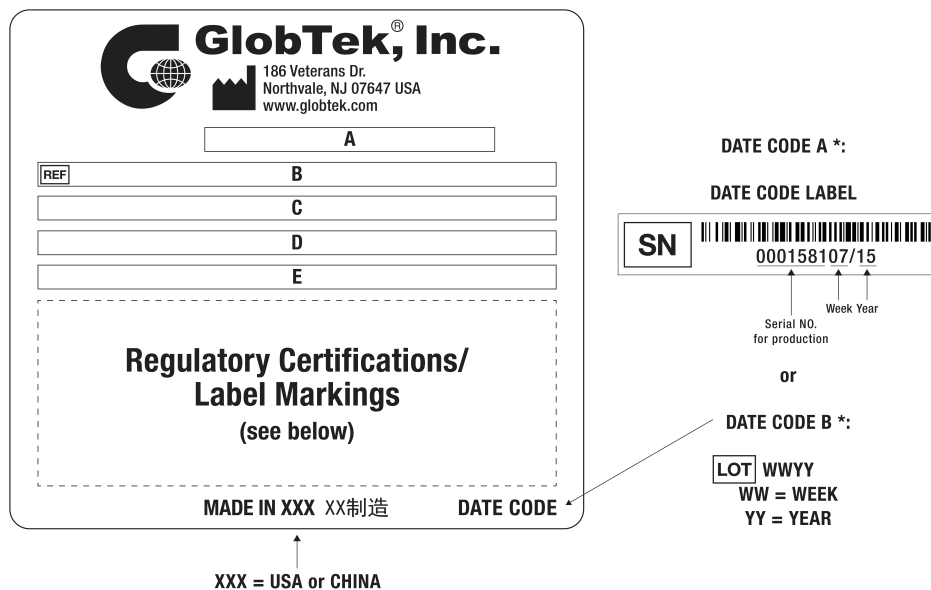 GlobTek,® Inc.
186 Veterans Dr.
Northvale, NJ 07647 USA
www.globtek.com
A
REF B
C
D
E
Regulatory Certifications/
Label Markings
(see below)
MADE IN XXX XX制造 DATE CODE
XXX = USA or CHINA
DATE CODE A *:
DATE CODE LABEL
SN
000158107/15
Week Year
Serial NO.
for production
or
DATE CODE B *:
LOT WWYY
WW = WEEK
YY = YEAR